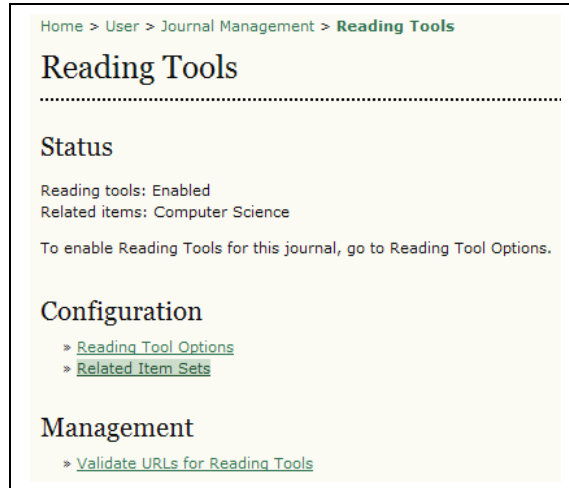 Home > User > Journal Management > Reading Tools
Reading Tools
Status
Reading tools: Enabled
Related items: Computer Science
To enable Reading Tools for this journal, go to Reading Tool Options.
Configuration
» Reading Tool Options
» Related Item Sets
Management
» Validate URLs for Reading Tools